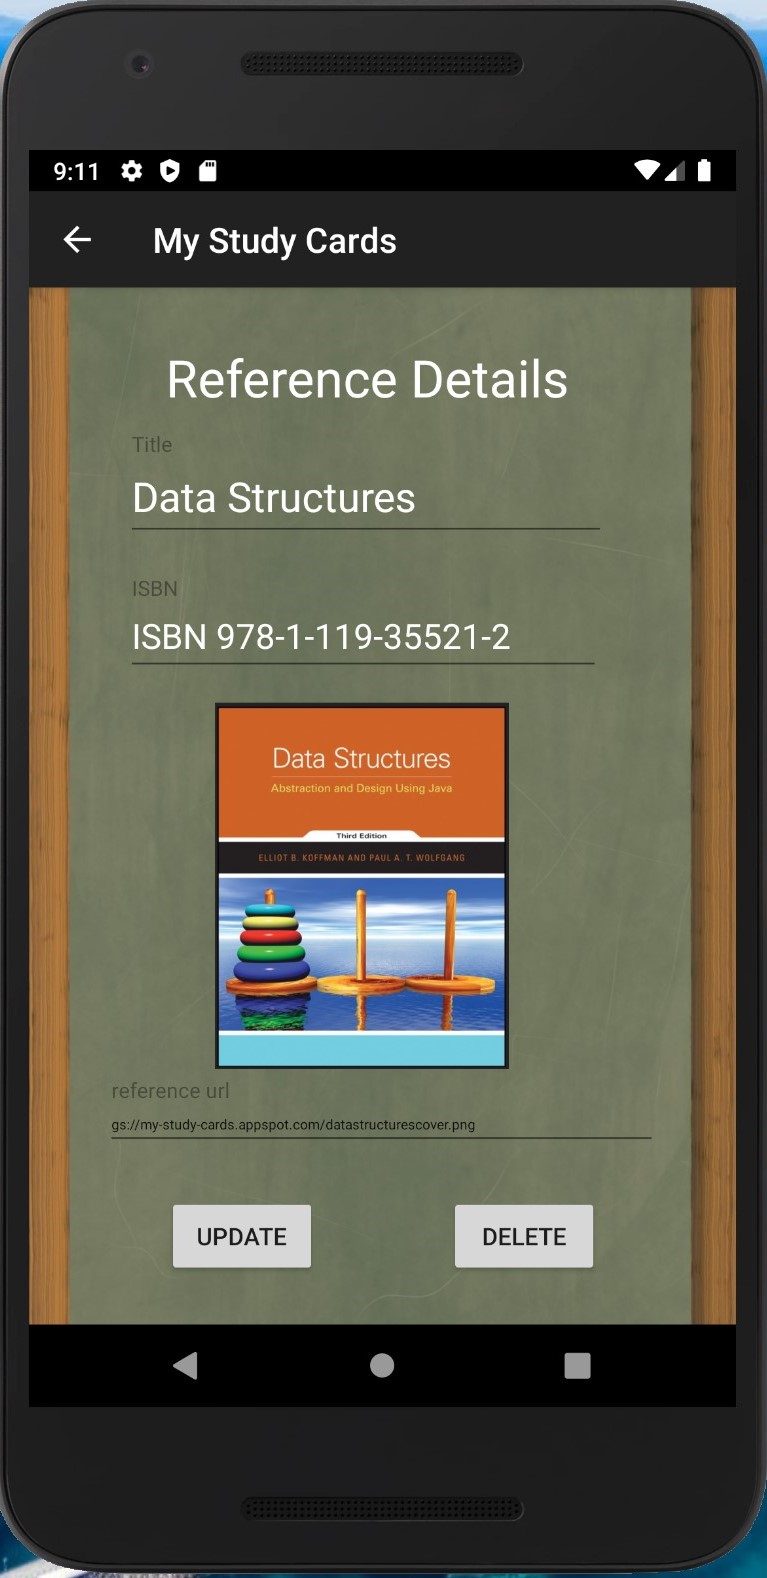 9:11
My Study Cards
Reference Details
Title
Data Structures
ISBN
ISBN 978-1-119-35521-2
Data Structures
Abstraction and Design Using Java
Third Edition
ELLIOT B. KOFFMAN AND PAUL A. T. WOLFGANG
reference url
gs://my-study-cards.appspot.com/datastructurescover.png
UPDATE
DELETE